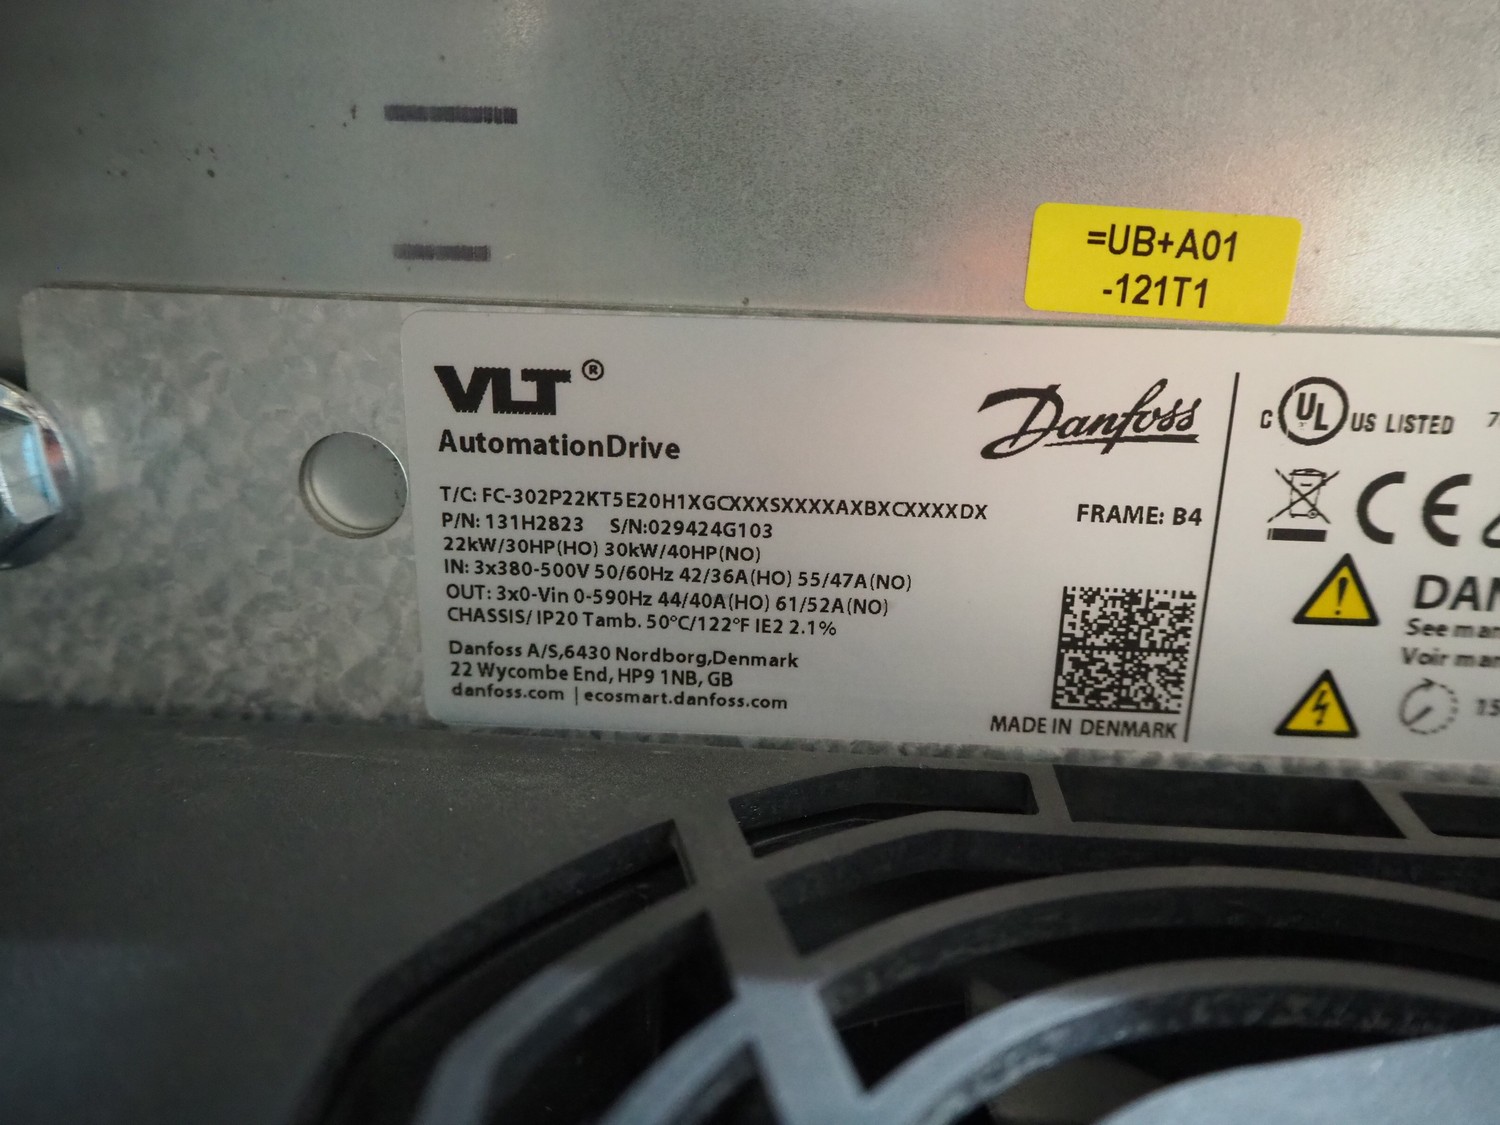 =UB+A01
-121T1
VLT®
AutomationDrive
Danfoss
T/C: FC-302P22KT5E20H1XGCXXXSXXXXAXBXCXXXXDX
P/N: 131H2823 S/N:029424G103
22kW/30HP(HO) 30kW/40HP(NO)
IN: 3x380-500V 50/60Hz 42/36A(HO) 55/47A(NO)
OUT: 3x0-Vin 0-590Hz 44/40A(HO) 61/52A(NO)
CHASSIS/ IP20 Tamb. 50°C/122°F IE2 2.1%
FRAME: B4
Danfoss A/S,6430 Nordborg,Denmark
22 Wycombe End, HP9 1NB, GB
danfoss.com | ecosmart.danfoss.com
MADE IN DENMARK
C UL US LISTED
CE
See
Voir
15